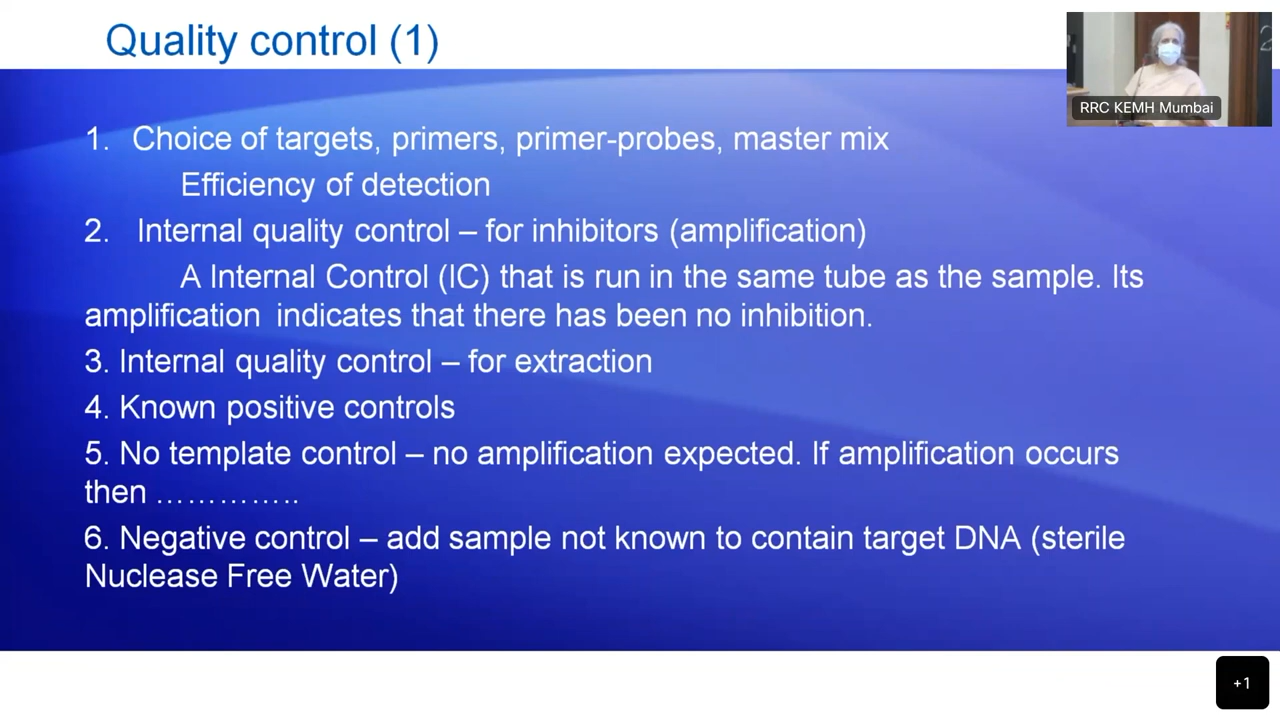 Quality control (1)
RRC KEMH Mumbai
1. Choice of targets, primers, primer-probes, master mix
Efficiency of detection
2. Internal quality control – for inhibitors (amplification)
A Internal Control (IC) that is run in the same tube as the sample. Its
amplification indicates that there has been no inhibition.
3. Internal quality control – for extraction
4. Known positive controls
5. No template control – no amplification expected. If amplification occurs
then …………..
6. Negative control – add sample not known to contain target DNA (sterile
Nuclease Free Water)
+1